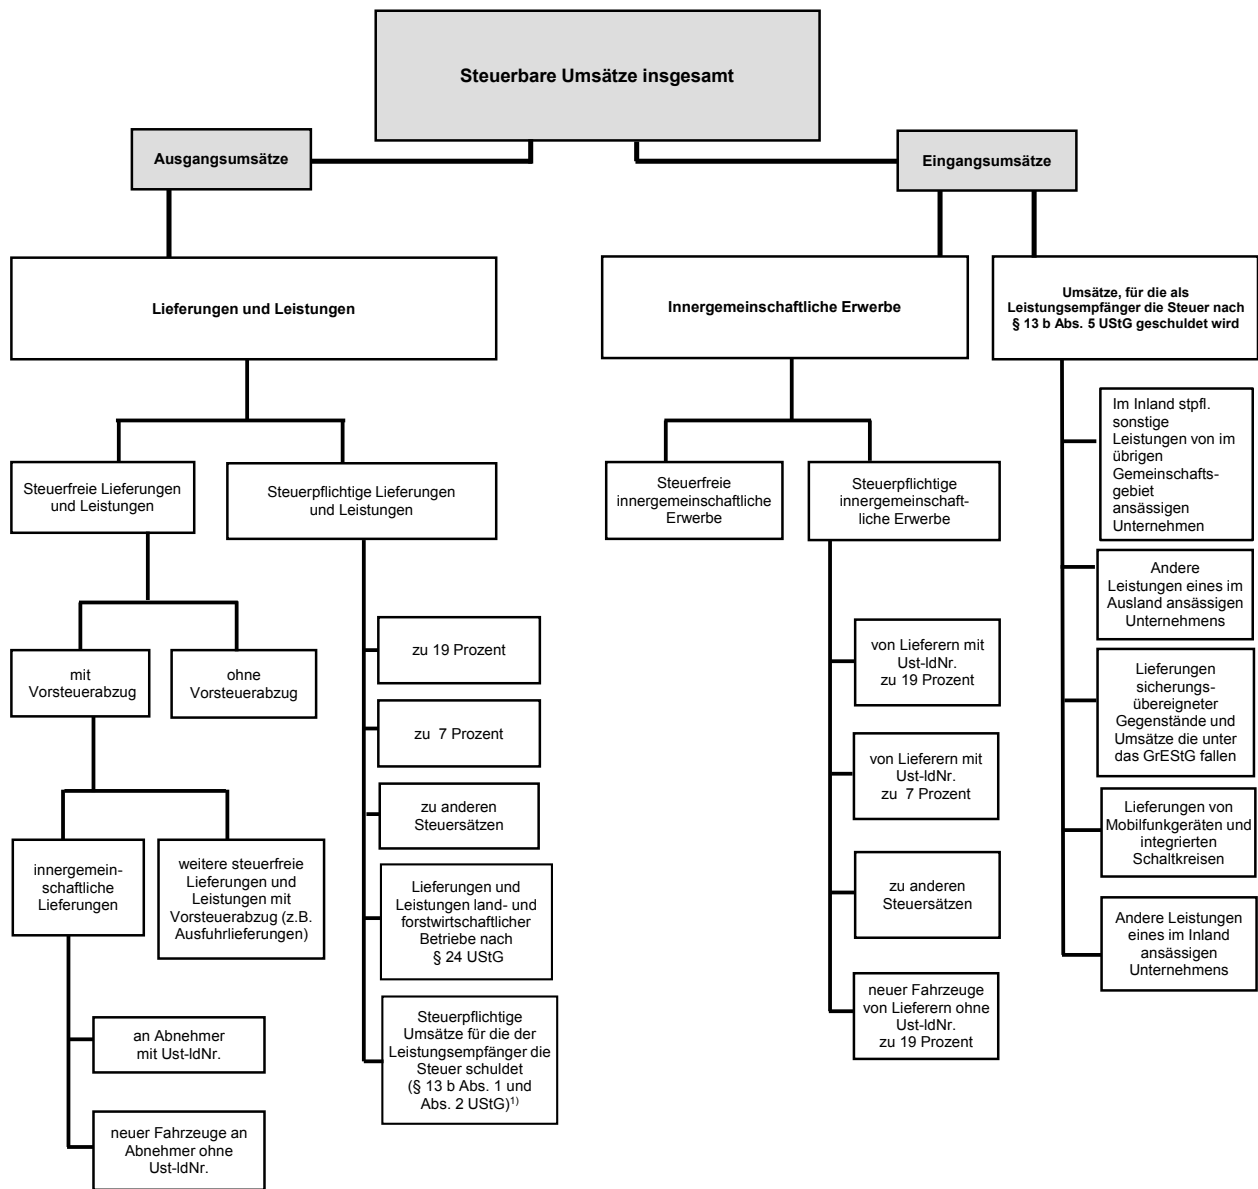 Steuerbare Umsätze insgesamt
Ausgangsumsätze
Eingangsumsätze
Lieferungen und Leistungen
Innergemeinschaftliche Erwerbe
Umsätze, für die als
Leistungsempfänger die Steuer nach
§ 13 b Abs. 5 UStG geschuldet wird
Steuerfreie Lieferungen
und Leistungen
Steuerpflichtige Lieferungen
und Leistungen
mit
Vorsteuerabzug
ohne
Vorsteuerabzug
innergemein-
schaftliche
Lieferungen
weitere steuerfreie
Lieferungen und
Leistungen mit
Vorsteuerabzug (z.B.
Ausfuhrlieferungen)
an Abnehmer
mit Ust-IdNr.
neuer Fahrzeuge an
Abnehmer ohne
Ust-IdNr.
zu 19 Prozent
zu  7 Prozent
zu anderen
Steuersätzen
Lieferungen und
Leistungen land- und
forstwirtschaftlicher
Betriebe nach
§ 24 UStG
Steuerpflichtige
Umsätze für die der
Leistungsempfänger die
Steuer schuldet
(§ 13 b Abs. 1 und
Abs. 2 UStG)1)
Steuerfreie
innergemeinschaftliche
Erwerbe
Steuerpflichtige
innergemeinschaft-
liche Erwerbe
von Lieferern mit
Ust-IdNr.
zu 19 Prozent
von Lieferern mit
Ust-IdNr.
zu  7 Prozent
zu anderen
Steuersätzen
neuer Fahrzeuge
von Lieferern ohne
Ust-IdNr.
zu 19 Prozent
Im Inland stpfl.
sonstige
Leistungen von im
übrigen
Gemeinschafts-
gebiet
ansässigen
Unternehmen
Andere
Leistungen eines im
Ausland ansässigen
Unternehmens
Lieferungen
sicherungs-
übereigneter
Gegenstände und
Umsätze die unter
das GrEStG fallen
Lieferungen von
Mobilfunkgeräten und
integrierten
Schaltkreisen
Andere Leistungen
eines im Inland
ansässigen
Unternehmens